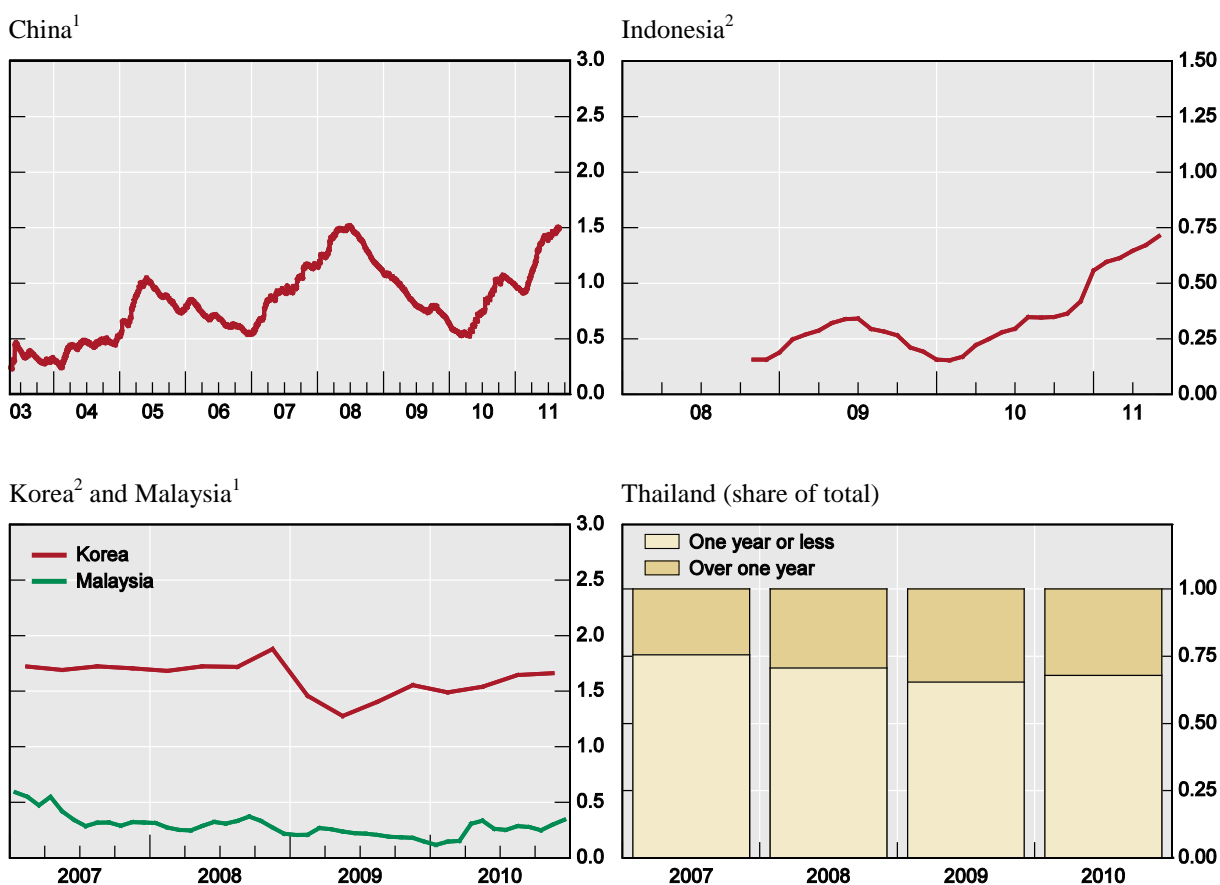 China¹
3.0
2.5
2.0
1.5
1.0
0.5
0.0
03 04 05 06 07 08 09 10 11
Indonesia²
1.50
1.25
1.00
0.75
0.50
0.25
0.00
08 09 10 11
Korea² and Malaysia¹
Korea
Malaysia
3.0
2.5
2.0
1.5
1.0
0.5
0.0
2007 2008 2009 2010
Thailand (share of total)
One year or less
Over one year
1.00
0.75
0.50
0.25
0.00
2007 2008 2009 2010